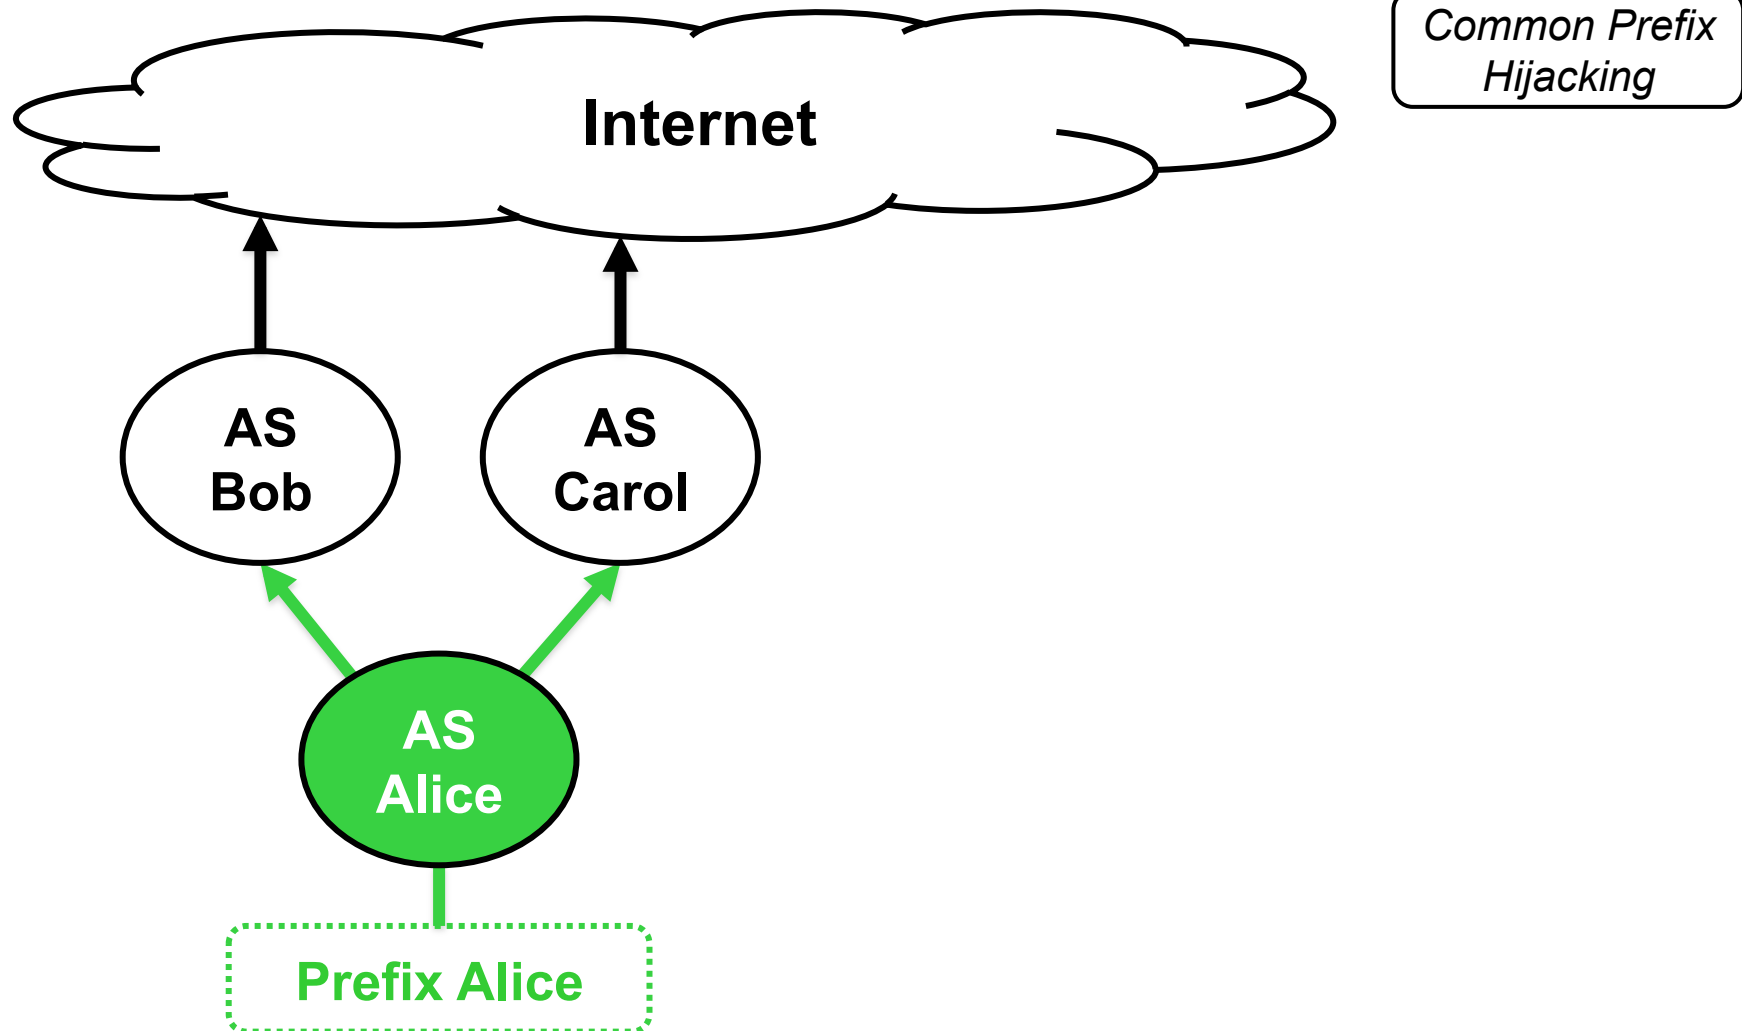 Common Prefix
Hijacking
Internet
AS
Bob
AS
Carol
AS
Alice
Prefix Alice